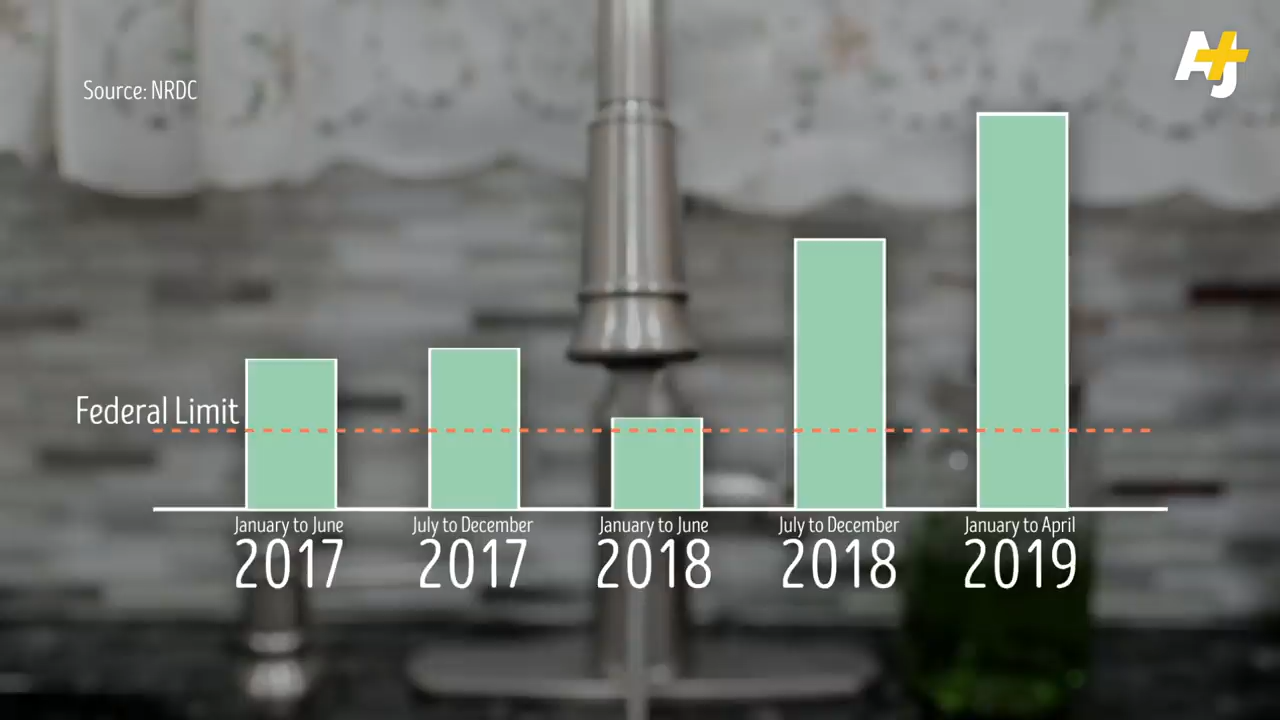 Source: NRDC
AJ+
Federal Limit
January to June
2017
July to December
2017
January to June
2018
July to December
2018
January to April
2019